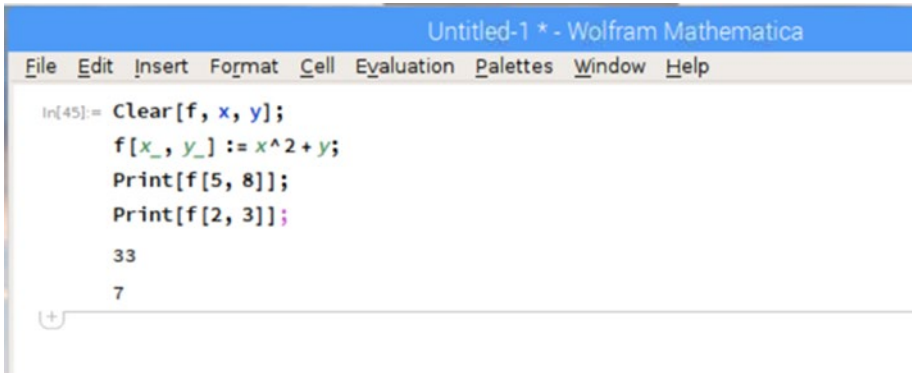 Untitled-1 * - Wolfram Mathematica
File Edit Insert Format Cell Evaluation Palettes Window Help
In[45]:= Clear[f, x, y];
f[x_, y_] := x^2 + y;
Print[f[5, 8]];
Print[f[2, 3]];
33
7
+